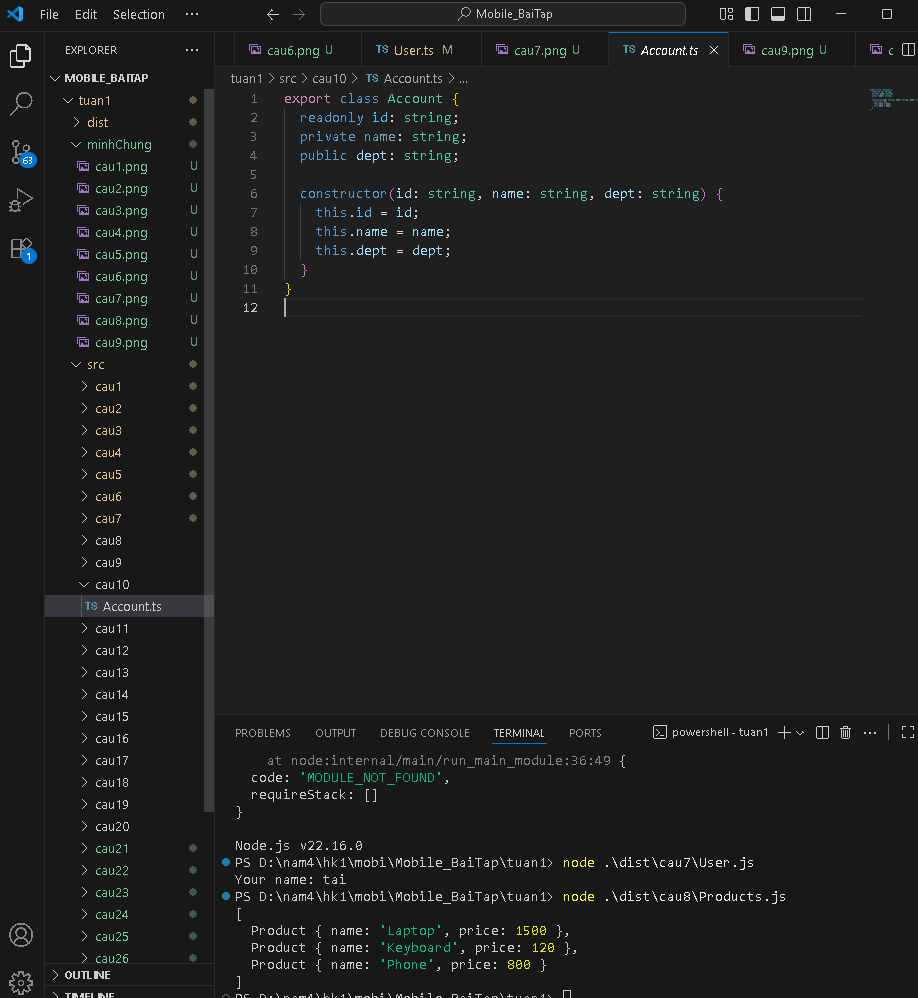 File Edit Selection ··· Mobile_BaiTap
EXPLORER ···
MOBILE_BAITAP
tuan1
dist
minhChung
cau1.png U
cau2.png U
cau3.png U
cau4.png U
cau5.png U
cau6.png U
cau7.png U
cau8.png U
cau9.png U
src
cau1
cau2
cau3
cau4
cau5
cau6
cau7
cau8
cau9
cau10
TS Account.ts
cau11
cau12
cau13
cau14
cau15
cau16
cau17
cau18
cau19
cau20
cau21
cau22
cau23
cau24
cau25
cau26
OUTLINE
TIMELINE
63
1
cau6.png U TS User.ts M cau7.png U TS Account.ts cau9.png U c
tuan1 > src > cau10 > TS Account.ts > ...
1 export class Account {
2 readonly id: string;
3 private name: string;
4 public dept: string;
5
6 constructor(id: string, name: string, dept: string) {
7 this.id = id;
8 this.name = name;
9 this.dept = dept;
10 }
11 }
12
PROBLEMS OUTPUT DEBUG CONSOLE TERMINAL PORTS powershell - tuan1 ···
at node:internal/main/run_main_module:36:49 {
code: 'MODULE_NOT_FOUND',
requireStack: []
}
Node.js v22.16.0
PS D:\nam4\hk1\mobi\Mobile_BaiTap\tuan1> node .\dist\cau7\User.js
Your name: tai
PS D:\nam4\hk1\mobi\Mobile_BaiTap\tuan1> node .\dist\cau8\Products.js
[
Product { name: 'Laptop', price: 1500 },
Product { name: 'Keyboard', price: 120 },
Product { name: 'Phone', price: 800 }
]
PS D:\nam4\hk1\mobi\Mobile_BaiTap\tuan1>